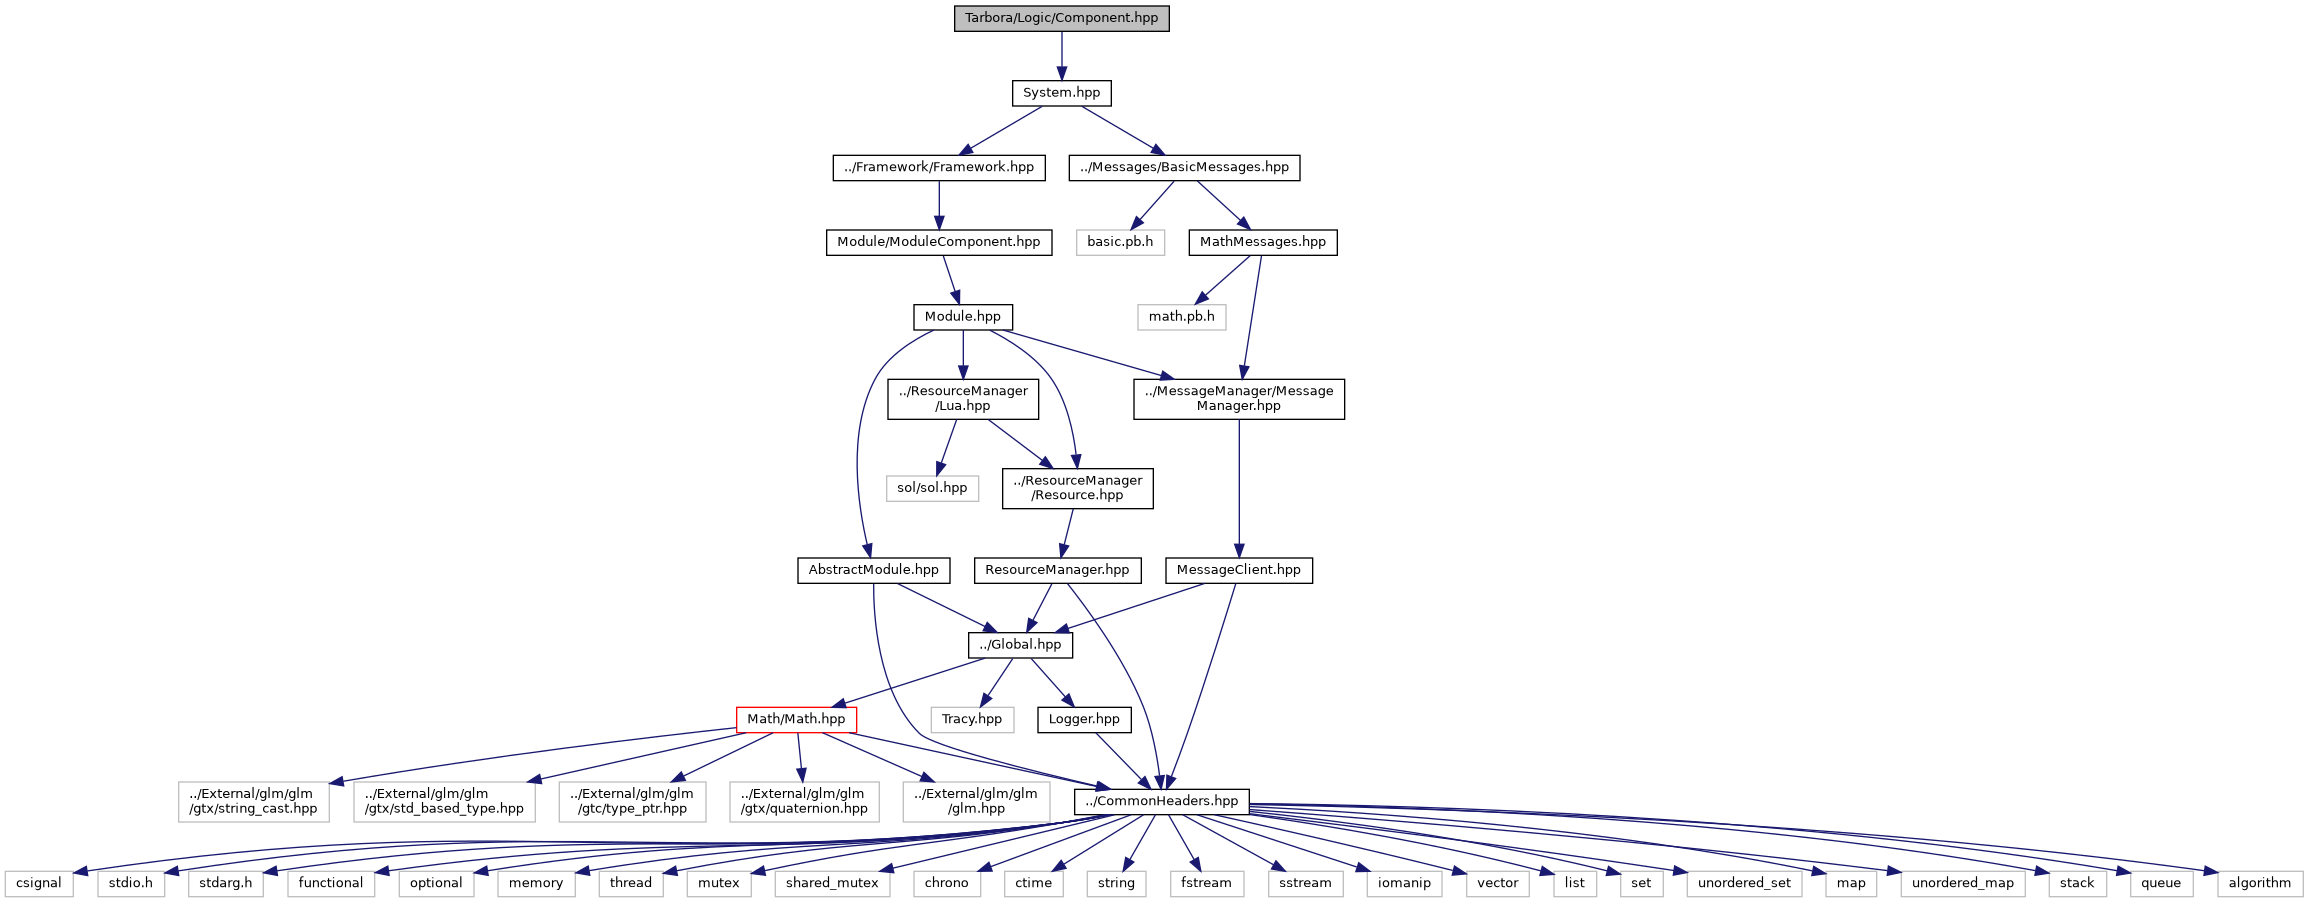 Tarbora/Logic/Component.hpp
System.hpp
../Framework/Framework.hpp
../Messages/BasicMessages.hpp
Module/ModuleComponent.hpp
basic.pb.h
MathMessages.hpp
Module.hpp
math.pb.h
../ResourceManager
/Lua.hpp
../MessageManager/Message
Manager.hpp
sol/sol.hpp
../ResourceManager
/Resource.hpp
AbstractModule.hpp
ResourceManager.hpp
MessageClient.hpp
../Global.hpp
Math/Math.hpp
Tracy.hpp
Logger.hpp
../External/glm/glm
/gtx/string_cast.hpp
../External/glm/glm
/gtx/std_based_type.hpp
../External/glm/glm
/gtc/type_ptr.hpp
../External/glm/glm
/gtx/quaternion.hpp
../External/glm/glm
/glm.hpp
../CommonHeaders.hpp
csignal
stdio.h
stdarg.h
functional
optional
memory
thread
mutex
shared_mutex
chrono
ctime
string
fstream
sstream
iomanip
vector
list
set
unordered_set
map
unordered_map
stack
queue
algorithm